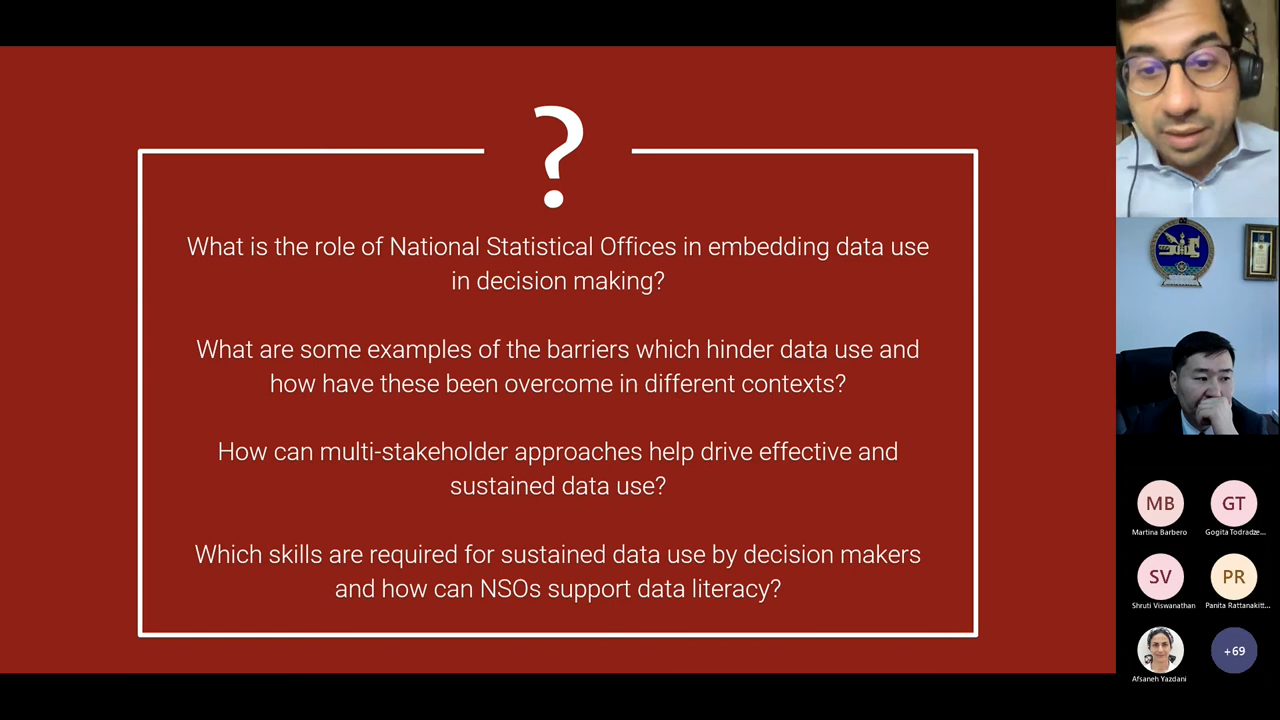 ?
What is the role of National Statistical Offices in embedding data use
in decision making?
What are some examples of the barriers which hinder data use and
how have these been overcome in different contexts?
How can multi-stakeholder approaches help drive effective and
sustained data use?
Which skills are required for sustained data use by decision makers
and how can NSOs support data literacy?
MB
GT
Martina Barbero
Gogita Todradze...
SV
PR
Shruti Viswanathan
Panita Rattanakitt...
+69
Afsaneh Yazdani